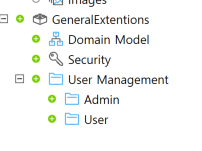 Images
GeneralExtentions
Domain Model
Security
User Management
Admin
User